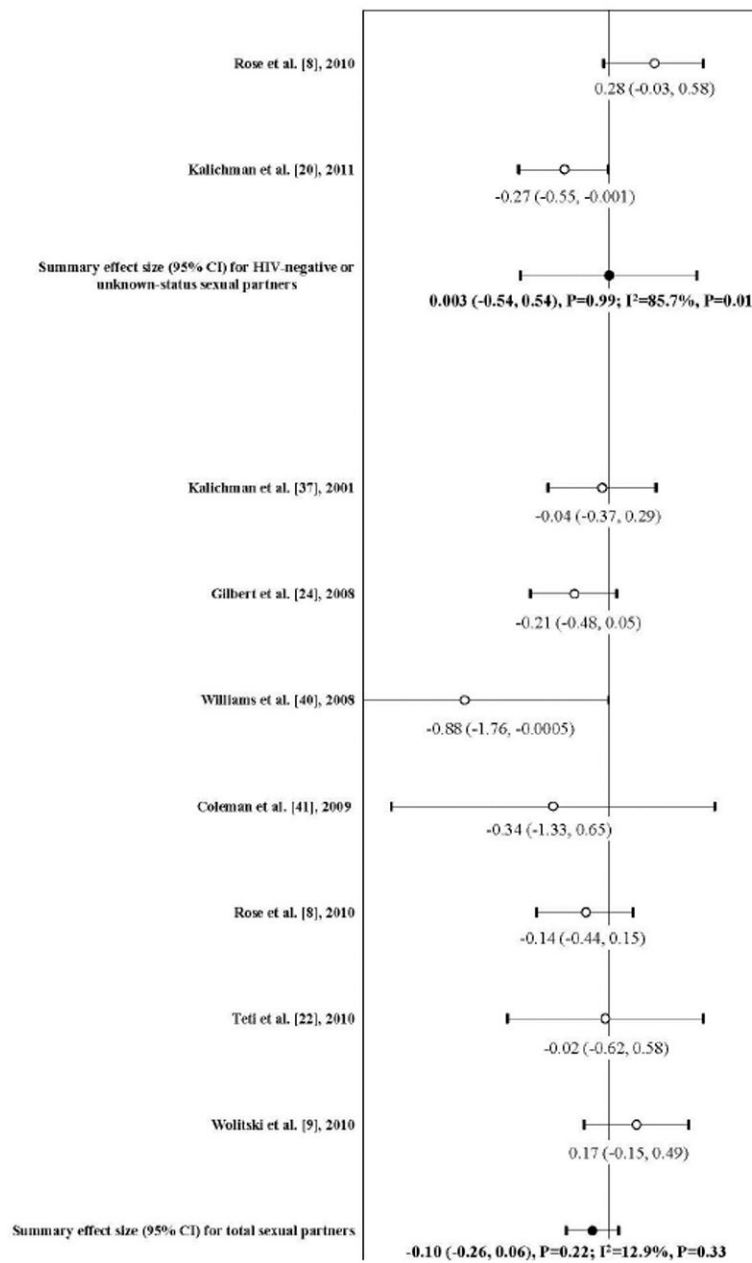 Rose et al. [8], 2010
0.28 (-0.03, 0.58)
Kalichman et al. [20], 2011
-0.27 (-0.55, -0.001)
Summary effect size (95% CI) for HIV-negative or
unknown-status sexual partners
0.003 (-0.54, 0.54), P=0.99; I²=85.7%, P=0.01
Kalichman et al. [37], 2001
-0.04 (-0.37, 0.29)
Gilbert et al. [24], 2008
-0.21 (-0.48, 0.05)
Williams et al. [40], 2008
-0.88 (-1.76, -0.0005)
Coleman et al. [41], 2009
-0.34 (-1.33, 0.65)
Rose et al. [8], 2010
-0.14 (-0.44, 0.15)
Teti et al. [22], 2010
-0.02 (-0.62, 0.58)
Wolitski et al. [9], 2010
0.17 (-0.15, 0.49)
Summary effect size (95% CI) for total sexual partners
-0.10 (-0.26, 0.06), P=0.22; I²=12.9%, P=0.33